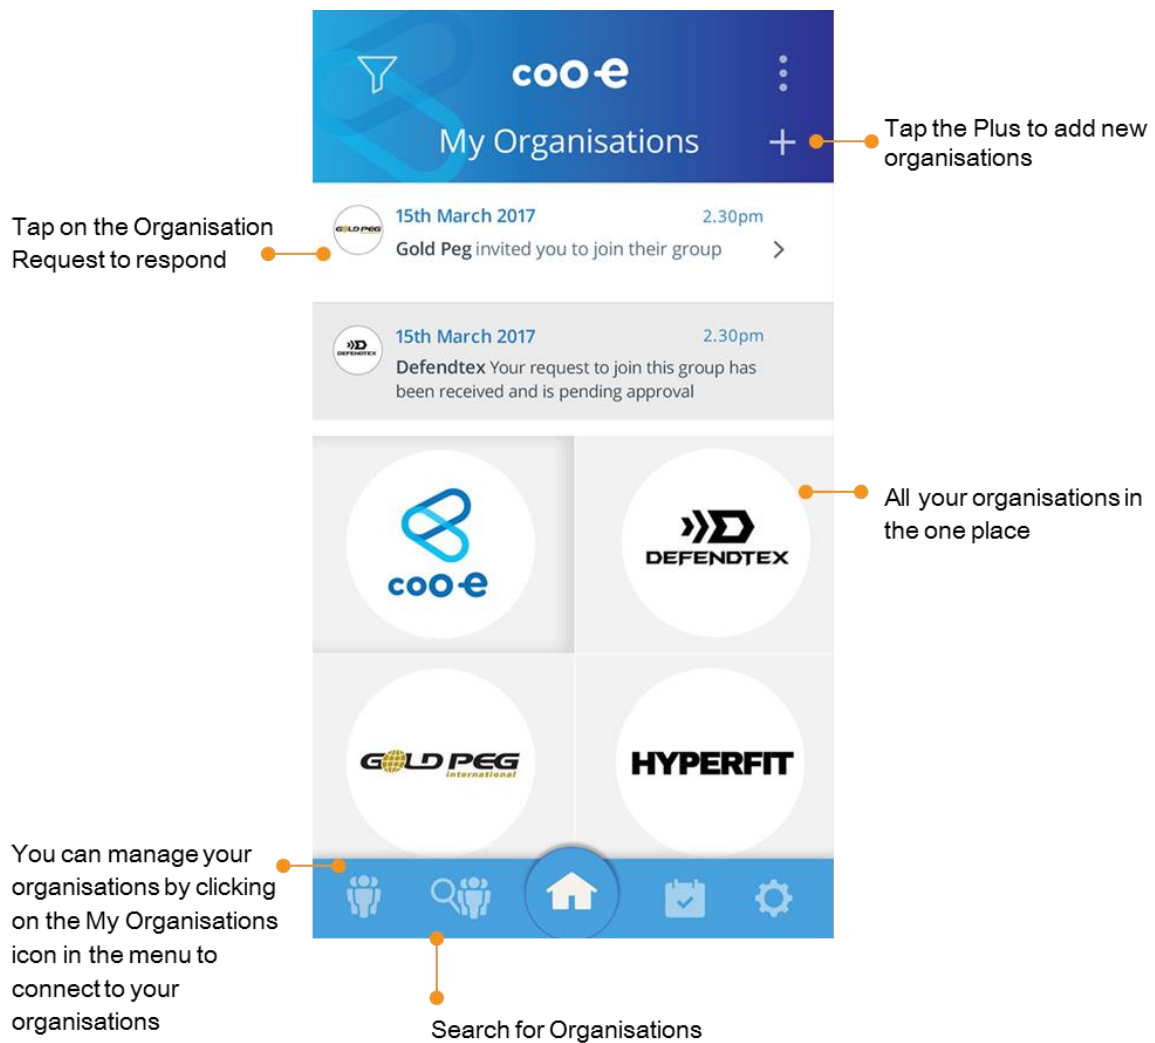 coo-e
My Organisations
Tap the Plus to add new
organisations
Tap on the Organisation
Request to respond
GOLD PEG
15th March 2017 2.30pm
Gold Peg invited you to join their group
DEFENDTEX
15th March 2017 2.30pm
Defendtex Your request to join this group has
been received and is pending approval
coo-e
DEFENDTEX
All your organisations in
the one place
GOLD PEG
international
HYPERFIT
You can manage your
organisations by clicking
on the My Organisations
icon in the menu to
connect to your
organisations
Search for Organisations